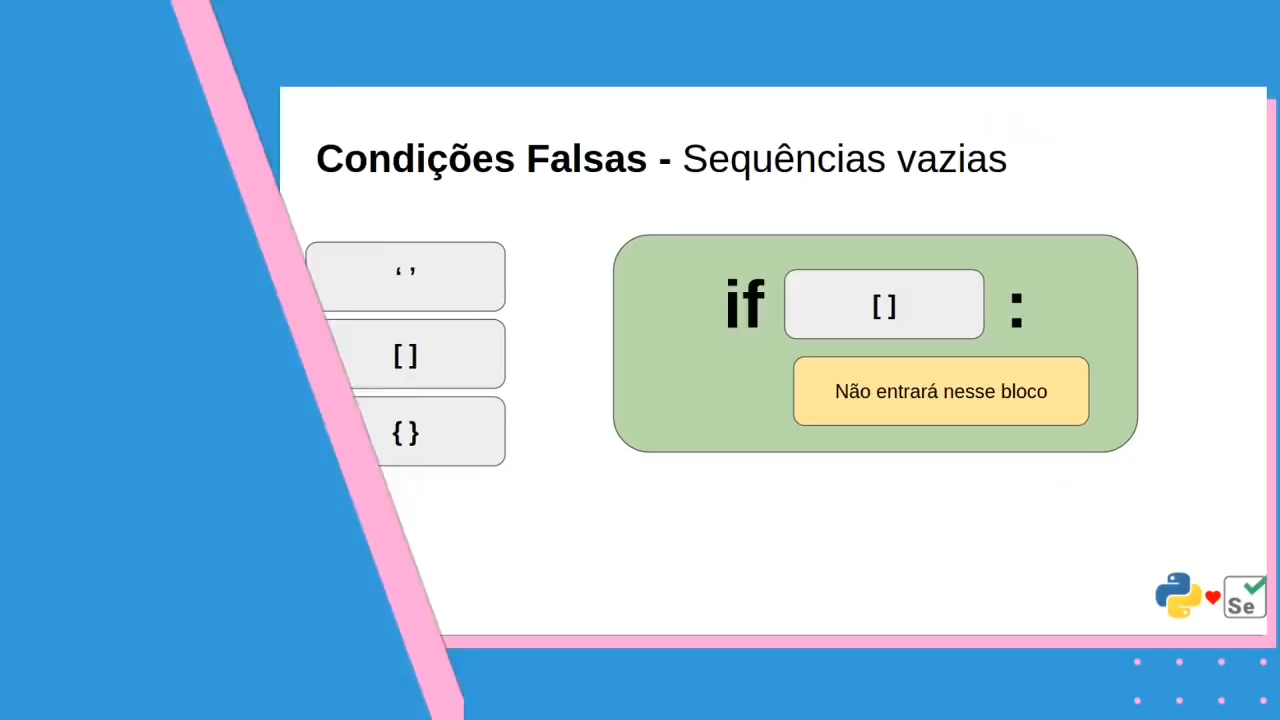 Condições Falsas - Sequências vazias
‘ ’
[ ]
{ }
if [ ] :
Não entrará nesse bloco
Se